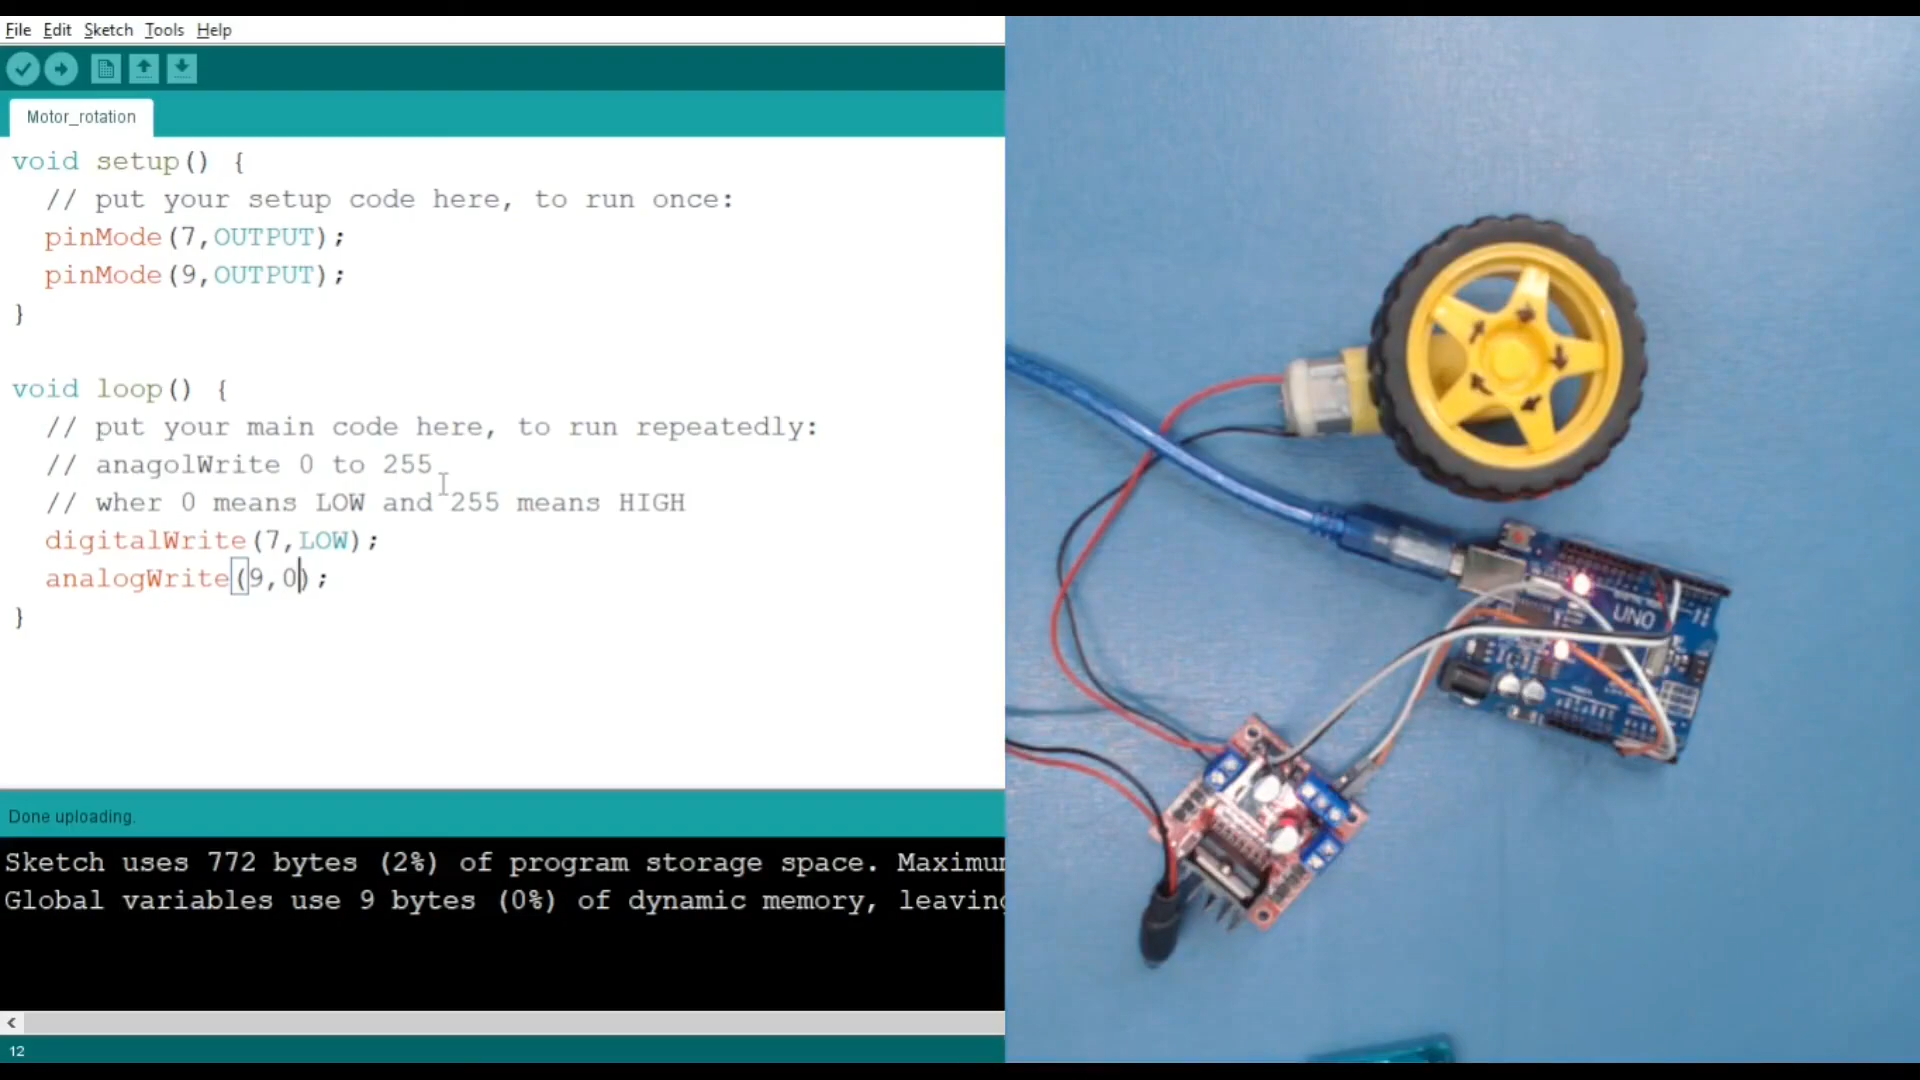 File Edit Sketch Tools Help
Motor_rotation
void setup() {
// put your setup code here, to run once:
pinMode(7,OUTPUT);
pinMode(9,OUTPUT);
}
void loop() {
// put your main code here, to run repeatedly:
// anagolWrite 0 to 255
// wher 0 means LOW and 255 means HIGH
digitalWrite(7,LOW);
analogWrite(9,0);
}
Done uploading.
Sketch uses 772 bytes (2%) of program storage space.
Global variables use 9 bytes (0%) of dynamic memory,
12
UNO